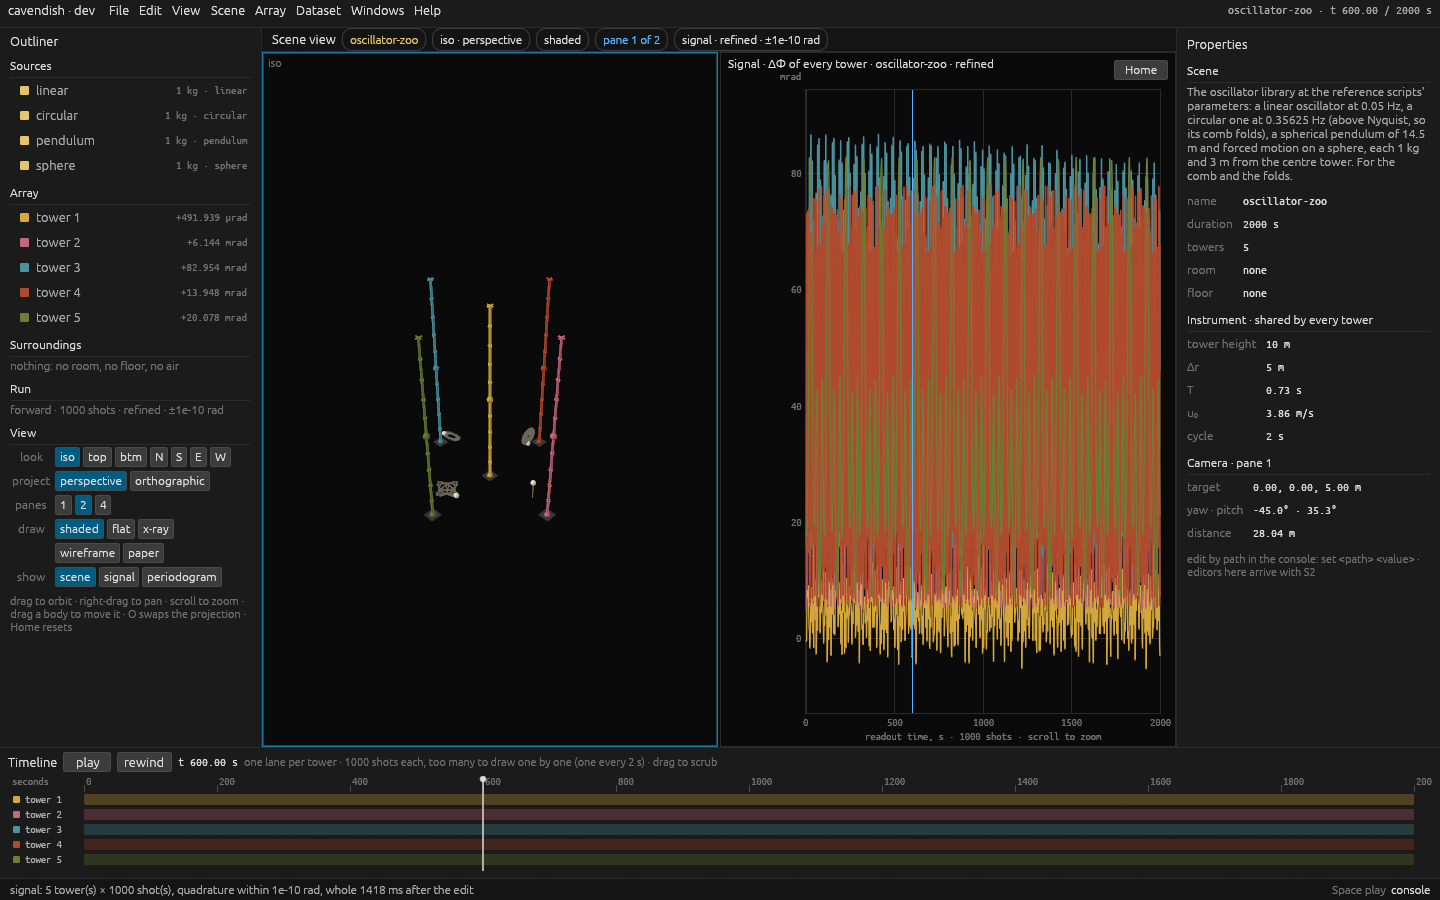 cavendish · dev File Edit View Scene Array Dataset Windows Help
oscillator-zoo · t 600.00 / 2000 s
Outliner
Sources
linear 1 kg · linear
circular 1 kg · circular
pendulum 1 kg · pendulum
sphere 1 kg · sphere
Array
tower 1 +491.939 µrad
tower 2 +6.144 mrad
tower 3 +82.954 mrad
tower 4 +13.948 mrad
tower 5 +20.078 mrad
Surroundings
nothing: no room, no floor, no air
Run
forward · 1000 shots · refined · ±1e-10 rad
View
look iso top btm N S E W
project perspective orthographic
panes 1 2 4
draw shaded flat x-ray
wireframe paper
show scene signal periodogram
drag to orbit · right-drag to pan · scroll to zoom ·
drag a body to move it · O swaps the projection ·
Home resets
Scene view oscillator-zoo iso · perspective shaded pane 1 of 2 signal · refined · ±1e-10 rad
iso
Signal · ΔΦ of every tower · oscillator-zoo · refined
Home
mrad
80
60
40
20
0
0 500 1000 1500 2000
readout time, s · 1000 shots · scroll to zoom
Properties
Scene
The oscillator library at the reference scripts'
parameters: a linear oscillator at 0.05 Hz, a
circular one at 0.35625 Hz (above Nyquist, so
its comb folds), a spherical pendulum of 14.5
m and forced motion on a sphere, each 1 kg
and 3 m from the centre tower. For the
comb and the folds.
name oscillator-zoo
duration 2000 s
towers 5
room none
floor none
Instrument · shared by every tower
tower height 10 m
Δr 5 m
T 0.73 s
u₀ 3.86 m/s
cycle 2 s
Camera · pane 1
target 0.00, 0.00, 5.00 m
yaw · pitch -45.0° · 35.3°
distance 28.04 m
edit by path in the console: set <path> <value> ·
editors here arrive with S2
Timeline play rewind t 600.00 s one lane per tower · 1000 shots each, too many to draw one by one (one every 2 s) · drag to scrub
seconds 0 200 400 600 800 1000 1200 1400 1600 1800 200
tower 1
tower 2
tower 3
tower 4
tower 5
signal: 5 tower(s) × 1000 shot(s), quadrature within 1e-10 rad, whole 1418 ms after the edit
Space play console